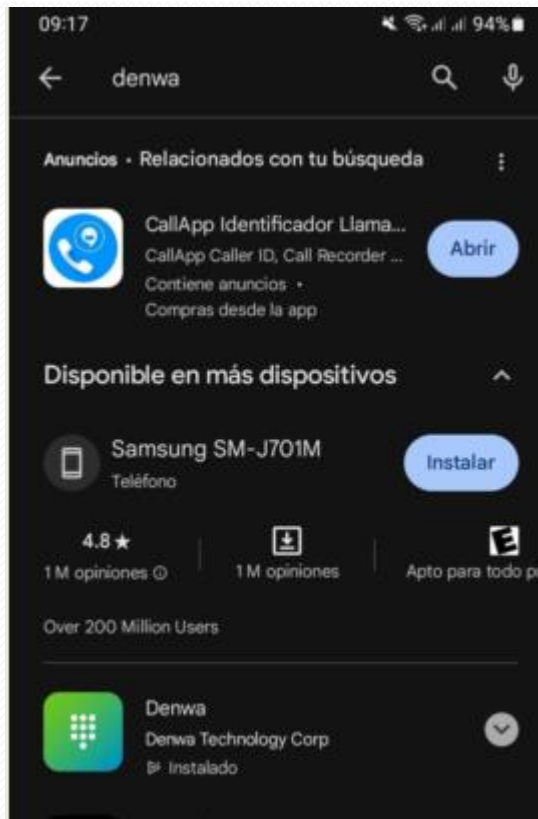 09:17 94%
denwa
Anuncios • Relacionados con tu búsqueda
CallApp Identificador Llama...
CallApp Caller ID, Call Recorder ...
Contiene anuncios •
Compras desde la app
Abrir
Disponible en más dispositivos
Samsung SM-J701M
Teléfono
Instalar
4.8 ★
1 M opiniones
1 M opiniones
E
Apto para todo p
Over 200 Million Users
Denwa
Denwa Technology Corp
Instalado